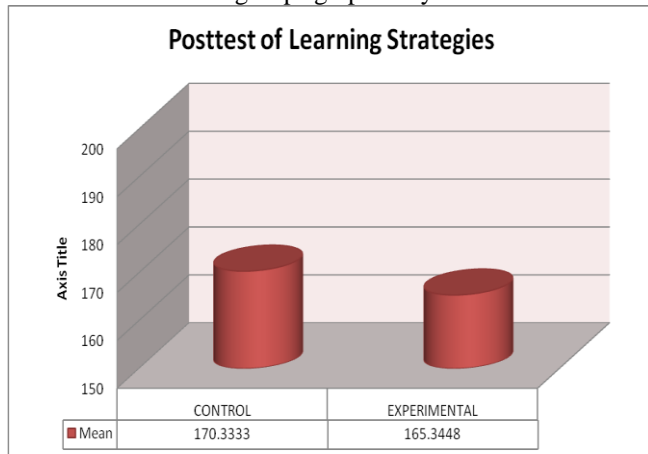 Posttest of Learning Strategies
200
190
180
170
160
150
Axis Title
CONTROL EXPERIMENTAL
Mean 170.3333 165.3448